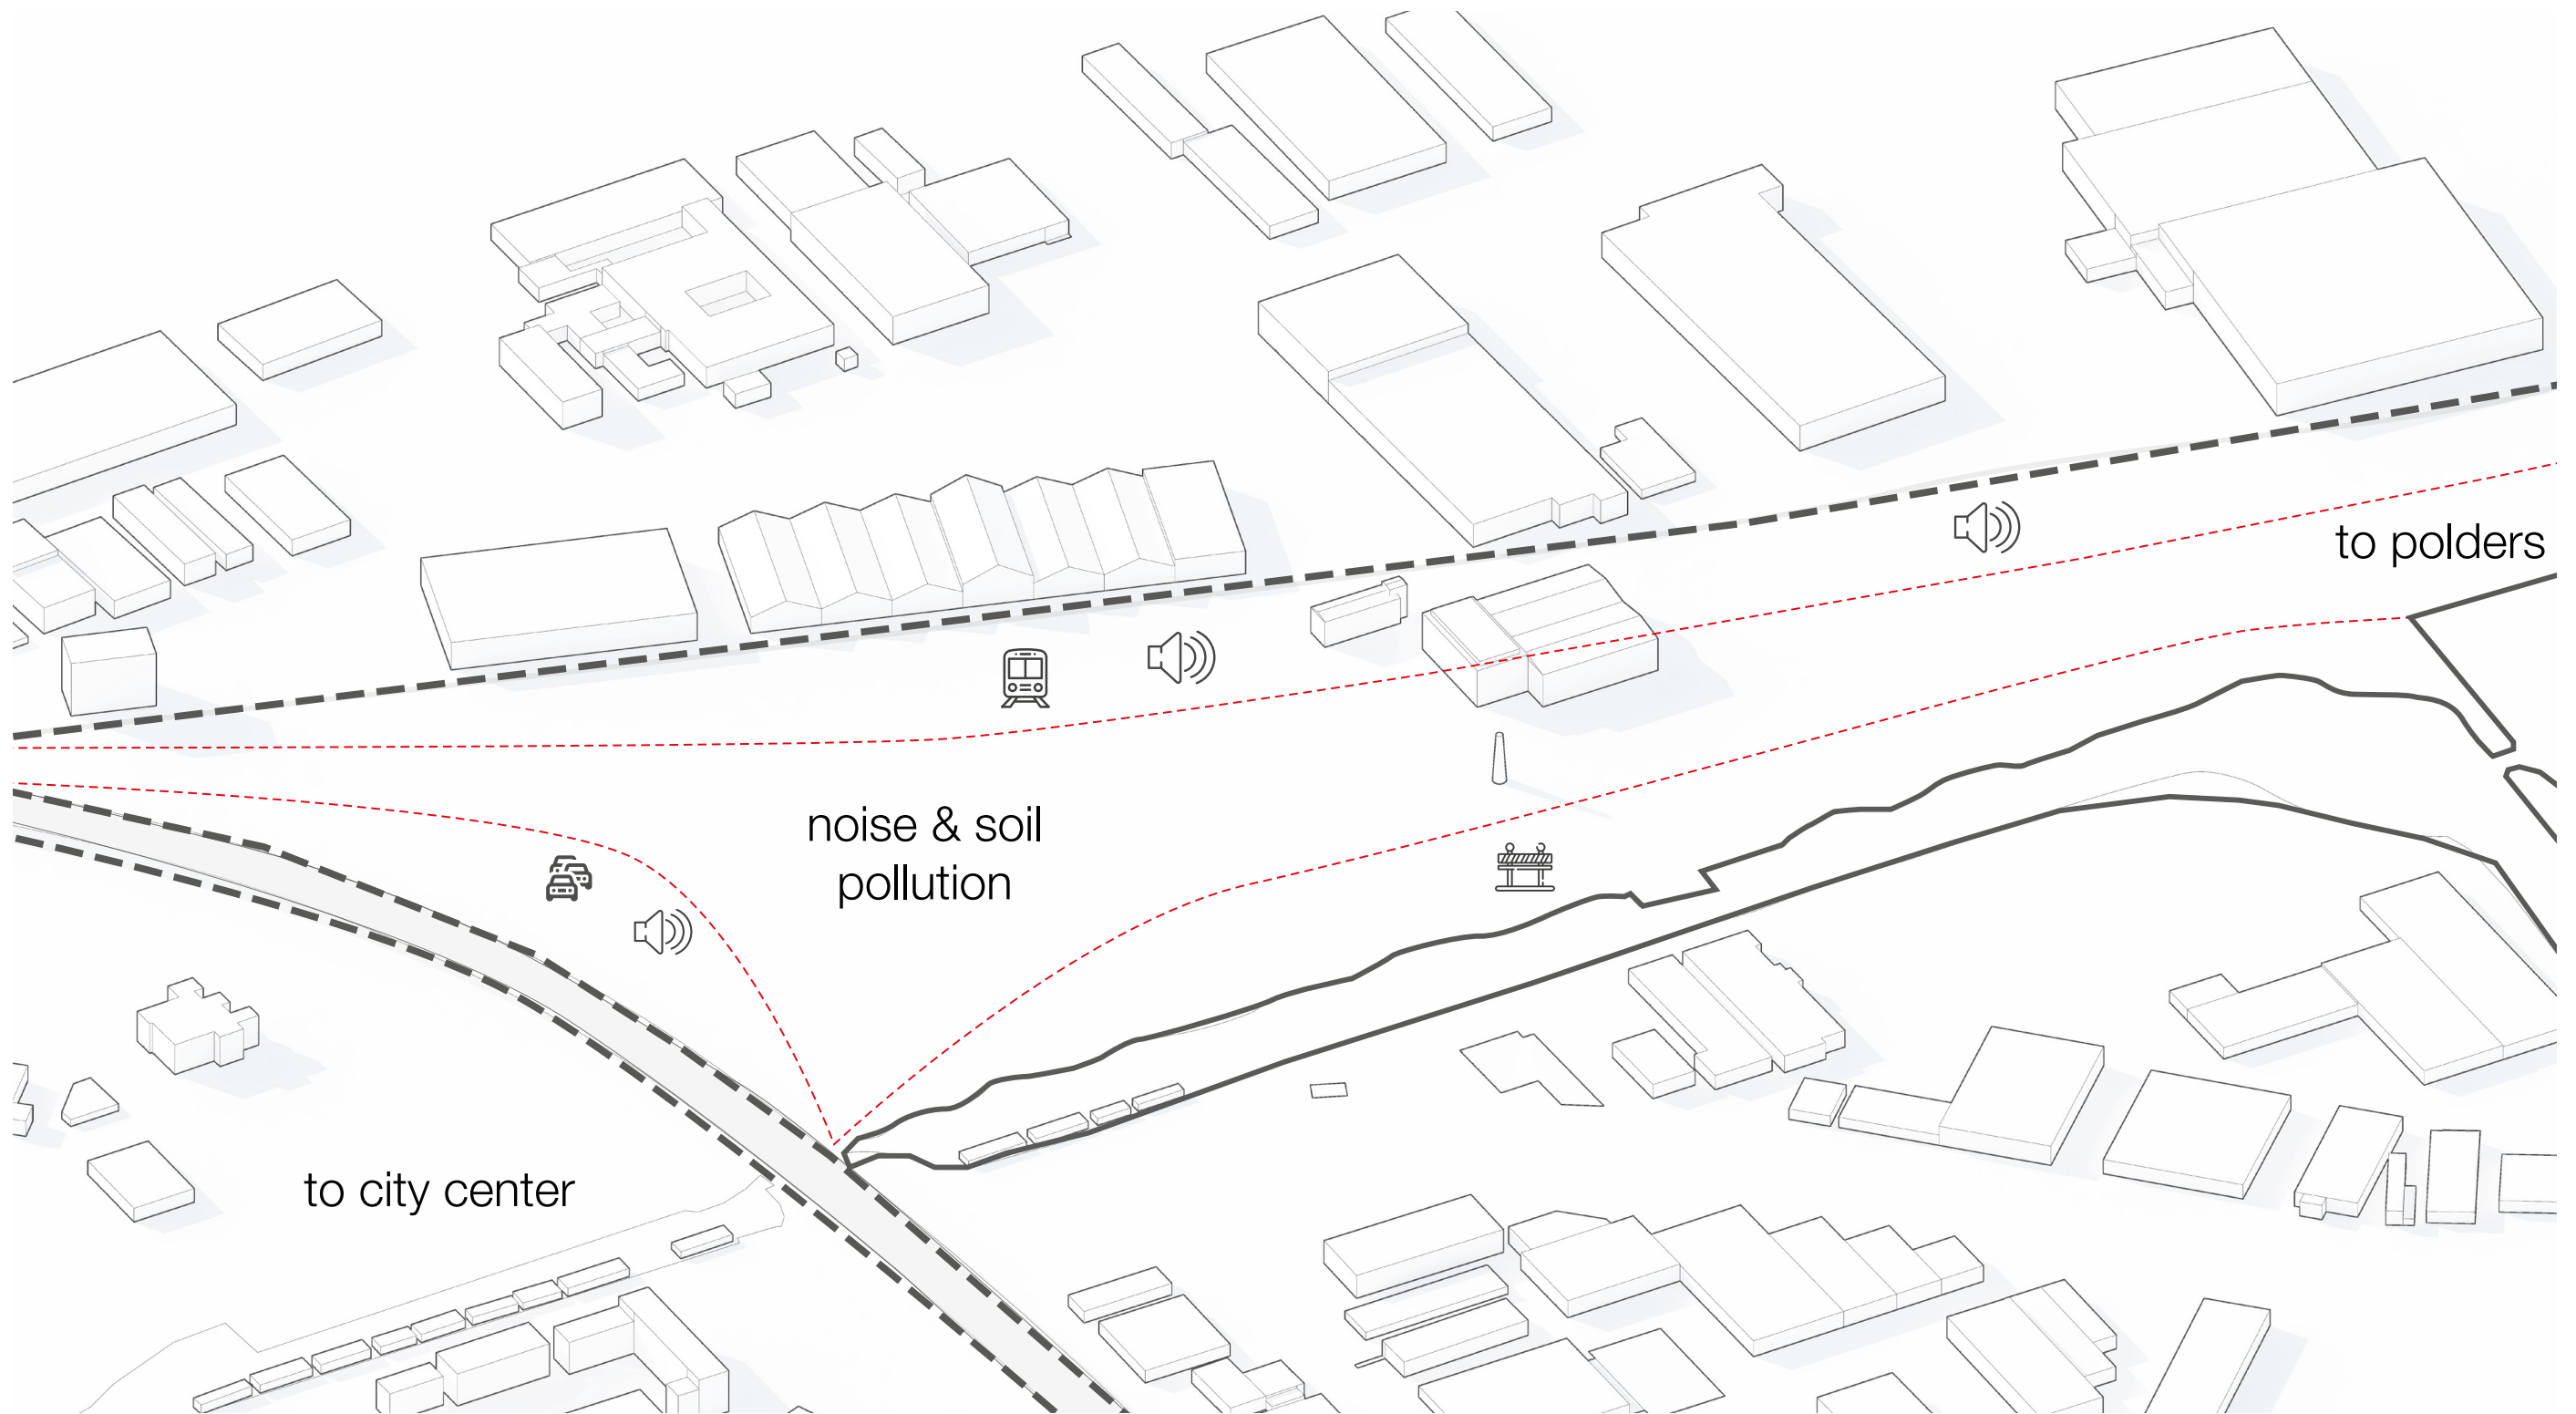 to polders
noise & soil
pollution
to city center